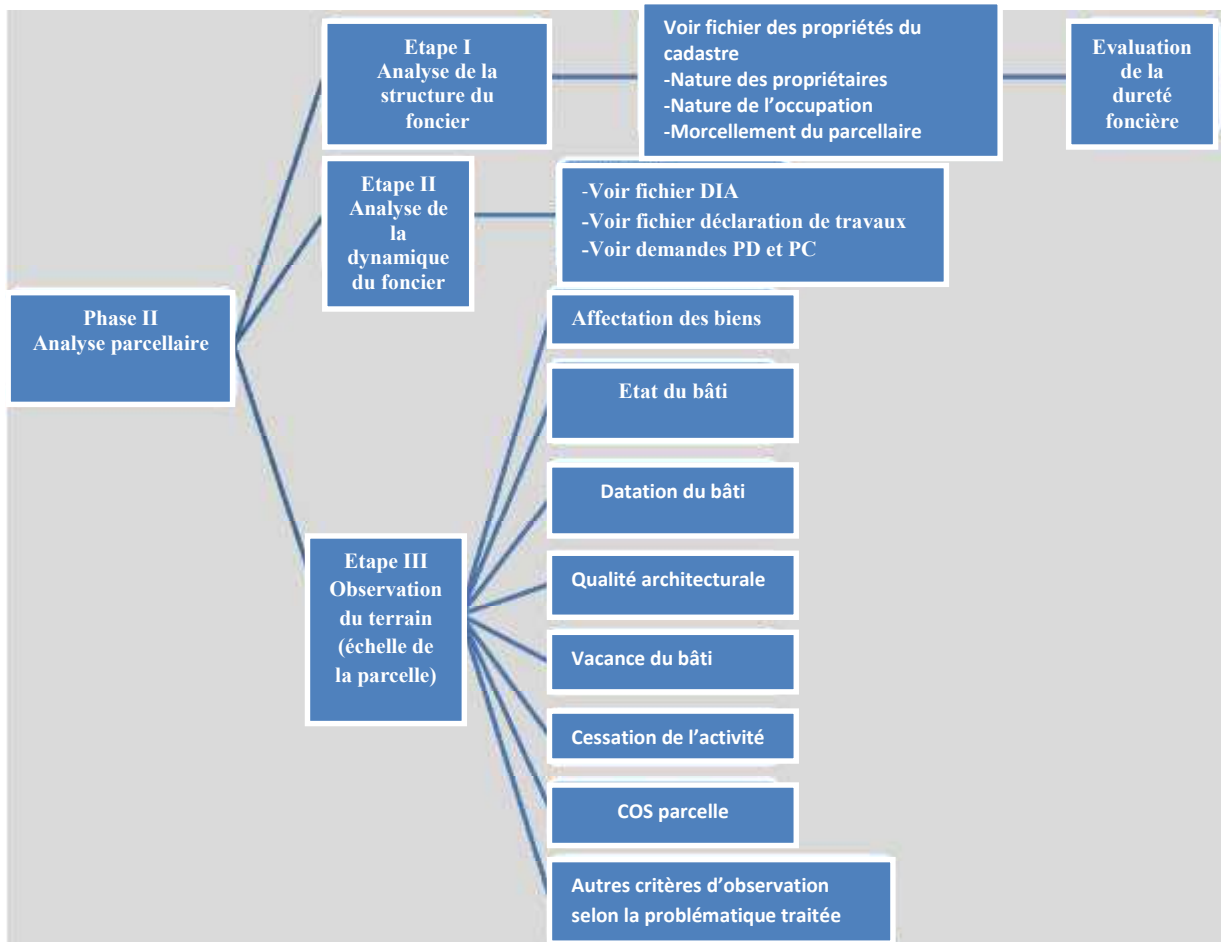 Phase II
Analyse parcellaire
Etape I
Analyse de la
structure du
foncier
Voir fichier des propriétés du
cadastre
-Nature des propriétaires
-Nature de l’occupation
-Morcellement du parcellaire
Evaluation
de la
dureté
foncière
Etape II
Analyse de
la
dynamique
du foncier
-Voir fichier DIA
-Voir fichier déclaration de travaux
-Voir demandes PD et PC
Etape III
Observation
du terrain
(échelle de
la parcelle)
Affectation des biens
Etat du bâti
Datation du bâti
Qualité architecturale
Vacance du bâti
Cessation de l’activité
COS parcelle
Autres critères d’observation
selon la problématique traitée